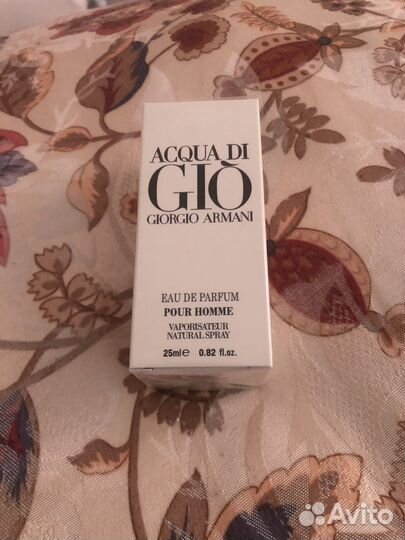 ACQUA DI
GIÒ
GIORGIO ARMANI
EAU DE PARFUM
POUR HOMME
VAPORISATEUR
NATURAL SPRAY
25ml℮ 0.82 fl.oz.
Avito